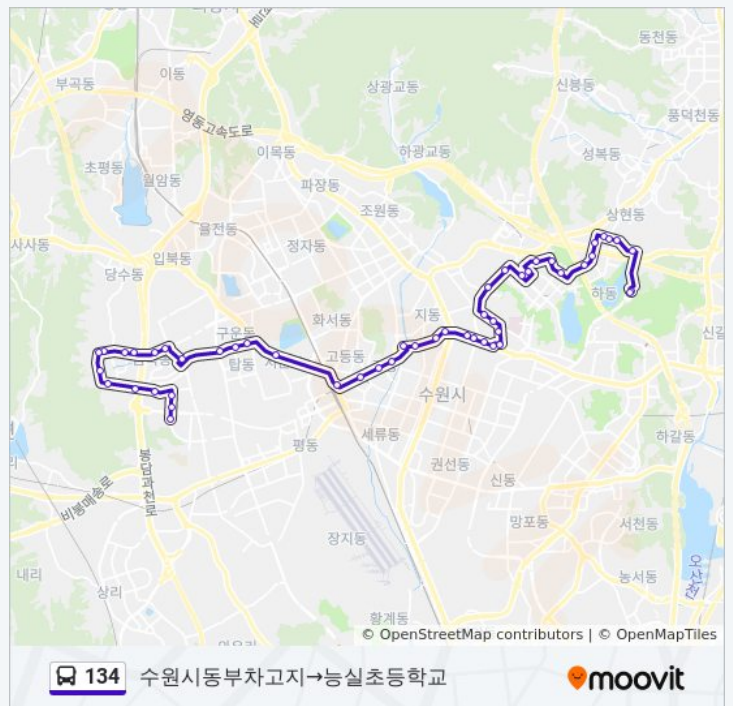 동천동
이동
부곡동
상광교동
신봉동
풍덕천동
영동고속도로
이목동
하광교동
성복동
초평동
월암동
파장동
조원동
상현동
율전동
정자동
사사동
입북동
당수동
하동
화서동
지동
구운동
신갈
탑동
고등동
수원시
세류동
평동
하갈동
권선동
봉담과천로
신동
비봉매송로
망포동
서천동
장지동
오산천
내리
농서동
상리
황계동
© OpenStreetMap contributors | © OpenMapTiles
134 수원시동부차고지→능실초등학교
moovit